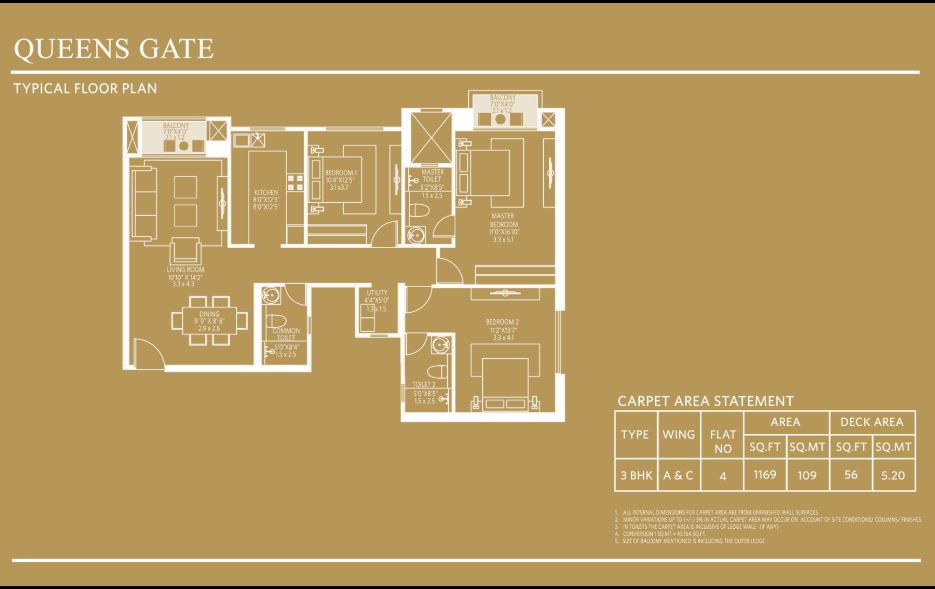 QUEENS GATE
TYPICAL FLOOR PLAN
BALCONY
7'0"X4'0"
2.1 x 1.2
BALCONY
7'0"X4'0"
2.1 x 1.2
KITCHEN
8'0"X12'5"
8'0"X12'5"
BEDROOM 1
10'4"X12'5"
3.1 x3.7
MASTER
TOILET
5'2"X8'5"
1.5 x 2.5
MASTER
BEDROOM
11'0"X16'10"
3.3 x 5.1
LIVING ROOM
10'10" X 14'2"
3.3 x 4.3
DINING
9' 9" X 8' 8"
2.9 x 2.6
COMMON
TOILET
5'0"X8'4"
1.5 x 2.5
UTILITY
4'4"X5'0"
1.3 x 1.5
BEDROOM 2
11'2"X13'7"
3.3 x 4.1
TOILET 2
5'0"X8'5"
1.5 x 2.5
CARPET AREA STATEMENT
TYPE WING FLAT NO AREA DECK AREA
SQ.FT SQ.MT SQ.FT SQ.MT
3 BHK A & C 4 1169 109 56 5.20
1. ALL INTERNAL DIMENSIONS FOR CARPET AREA ARE FROM UNFINISHED WALL SURFACES
2. MINOR VARIATIONS UP TO (+/-) 3% IN ACTUAL CARPET AREA MAY OCCUR ON ACCOUNT OF SITE CONDITIONS/ COLUMNS/ FINISHES.
3. IN TOILETS THE CARPET AREA IS INCLUSIVE OF LEDGE WALL (IF ANY)
4. CONVERSION 1 SQ.MT = 10.764 SQ.FT.
5. SIZE OF BALCONY MENTIONED IS INCLUDING THE OUTER LEDGE